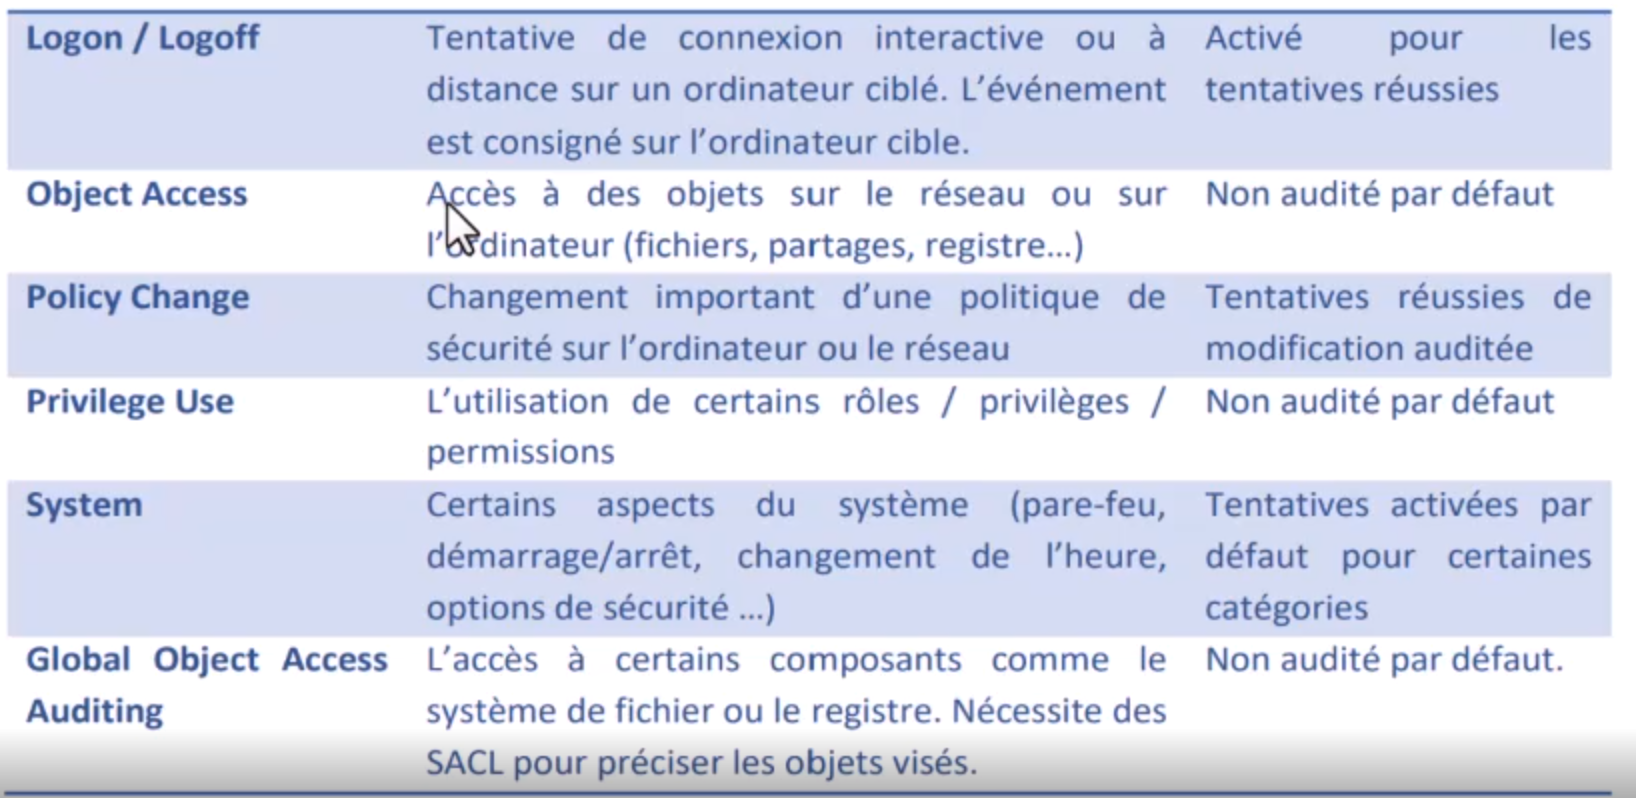 Logon / Logoff
Tentative de connexion interactive ou à
distance sur un ordinateur ciblé. L'événement
est consigné sur l'ordinateur cible.
Activé pour les
tentatives réussies
Object Access
Accès à des objets sur le réseau ou sur
l'ordinateur (fichiers, partages, registre...)
Non audité par défaut
Policy Change
Changement important d'une politique de
sécurité sur l'ordinateur ou le réseau
Tentatives réussies de
modification auditée
Privilege Use
L'utilisation de certains rôles / privilèges /
permissions
Non audité par défaut
System
Certains aspects du système (pare-feu,
démarrage/arrêt, changement de l'heure,
options de sécurité ...)
Tentatives activées par
défaut pour certaines
catégories
Global Object Access
Auditing
L'accès à certains composants comme le
système de fichier ou le registre. Nécessite des
SACL pour préciser les objets visés.
Non audité par défaut.